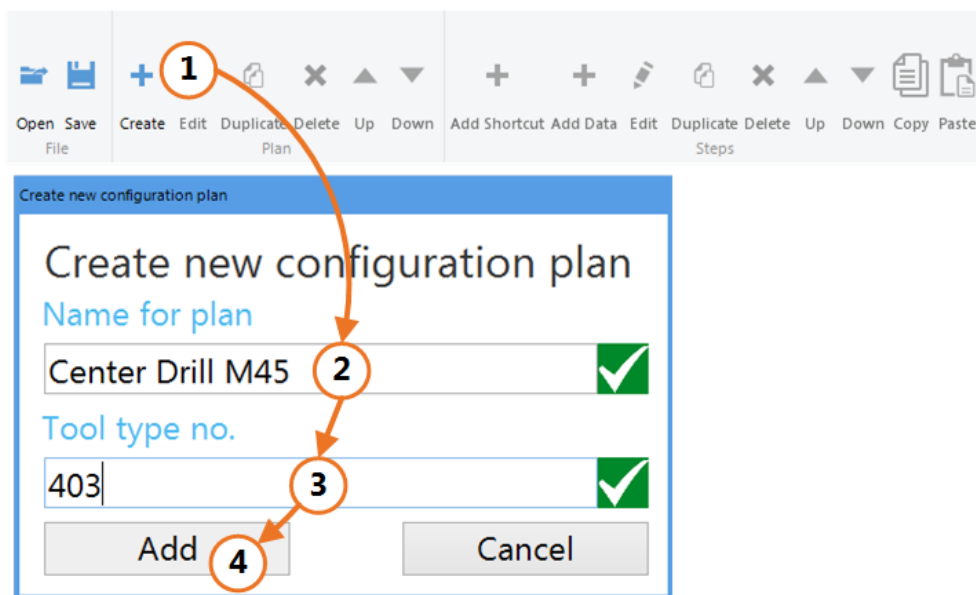 1
Open Save Create Edit Duplicate Delete Up Down Add Shortcut Add Data Edit Duplicate Delete Up Down Copy Paste
File Plan Steps
Create new configuration plan
Create new configuration plan
Name for plan
Center Drill M45 2
Tool type no.
403 3
Add 4 Cancel